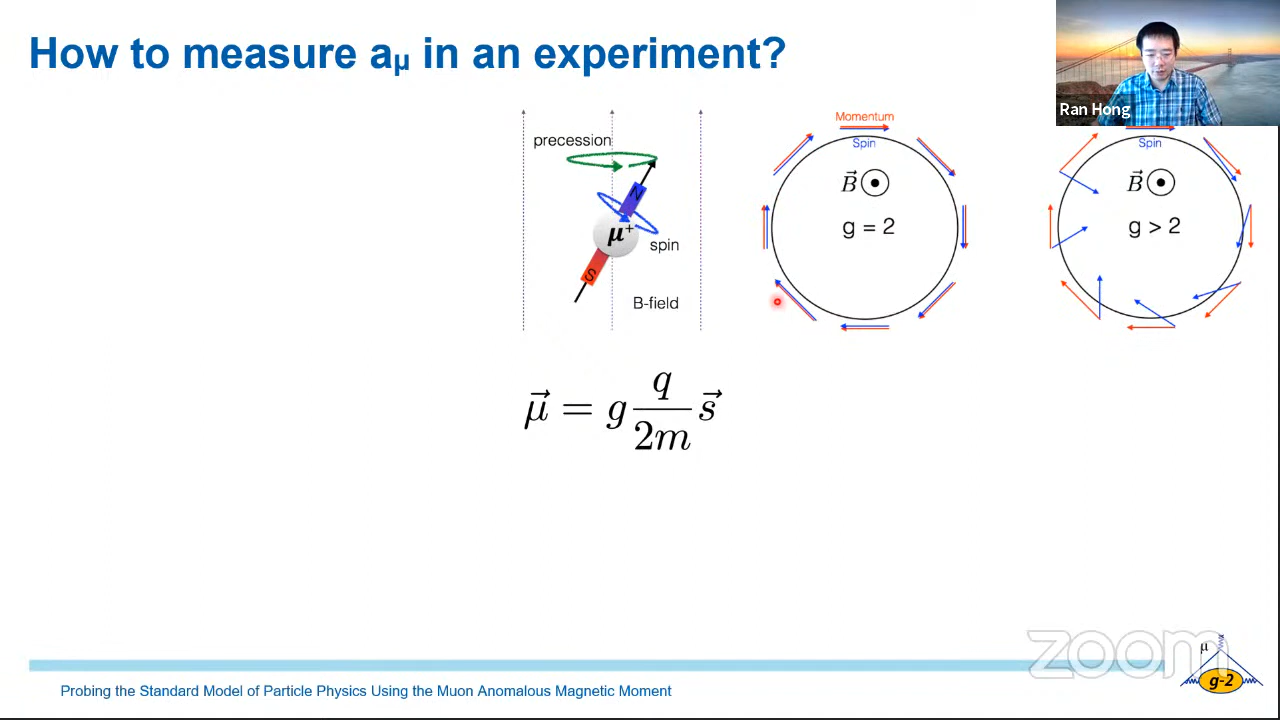 How to measure aμ in an experiment?
Ran Hong
precession
N
μ⁺
spin
S
B-field
Momentum
Spin
B⃗
g = 2
Spin
B⃗
g > 2
μ⃗ = g q/2m s⃗
zoom
μ
g-2
Probing the Standard Model of Particle Physics Using the Muon Anomalous Magnetic Moment